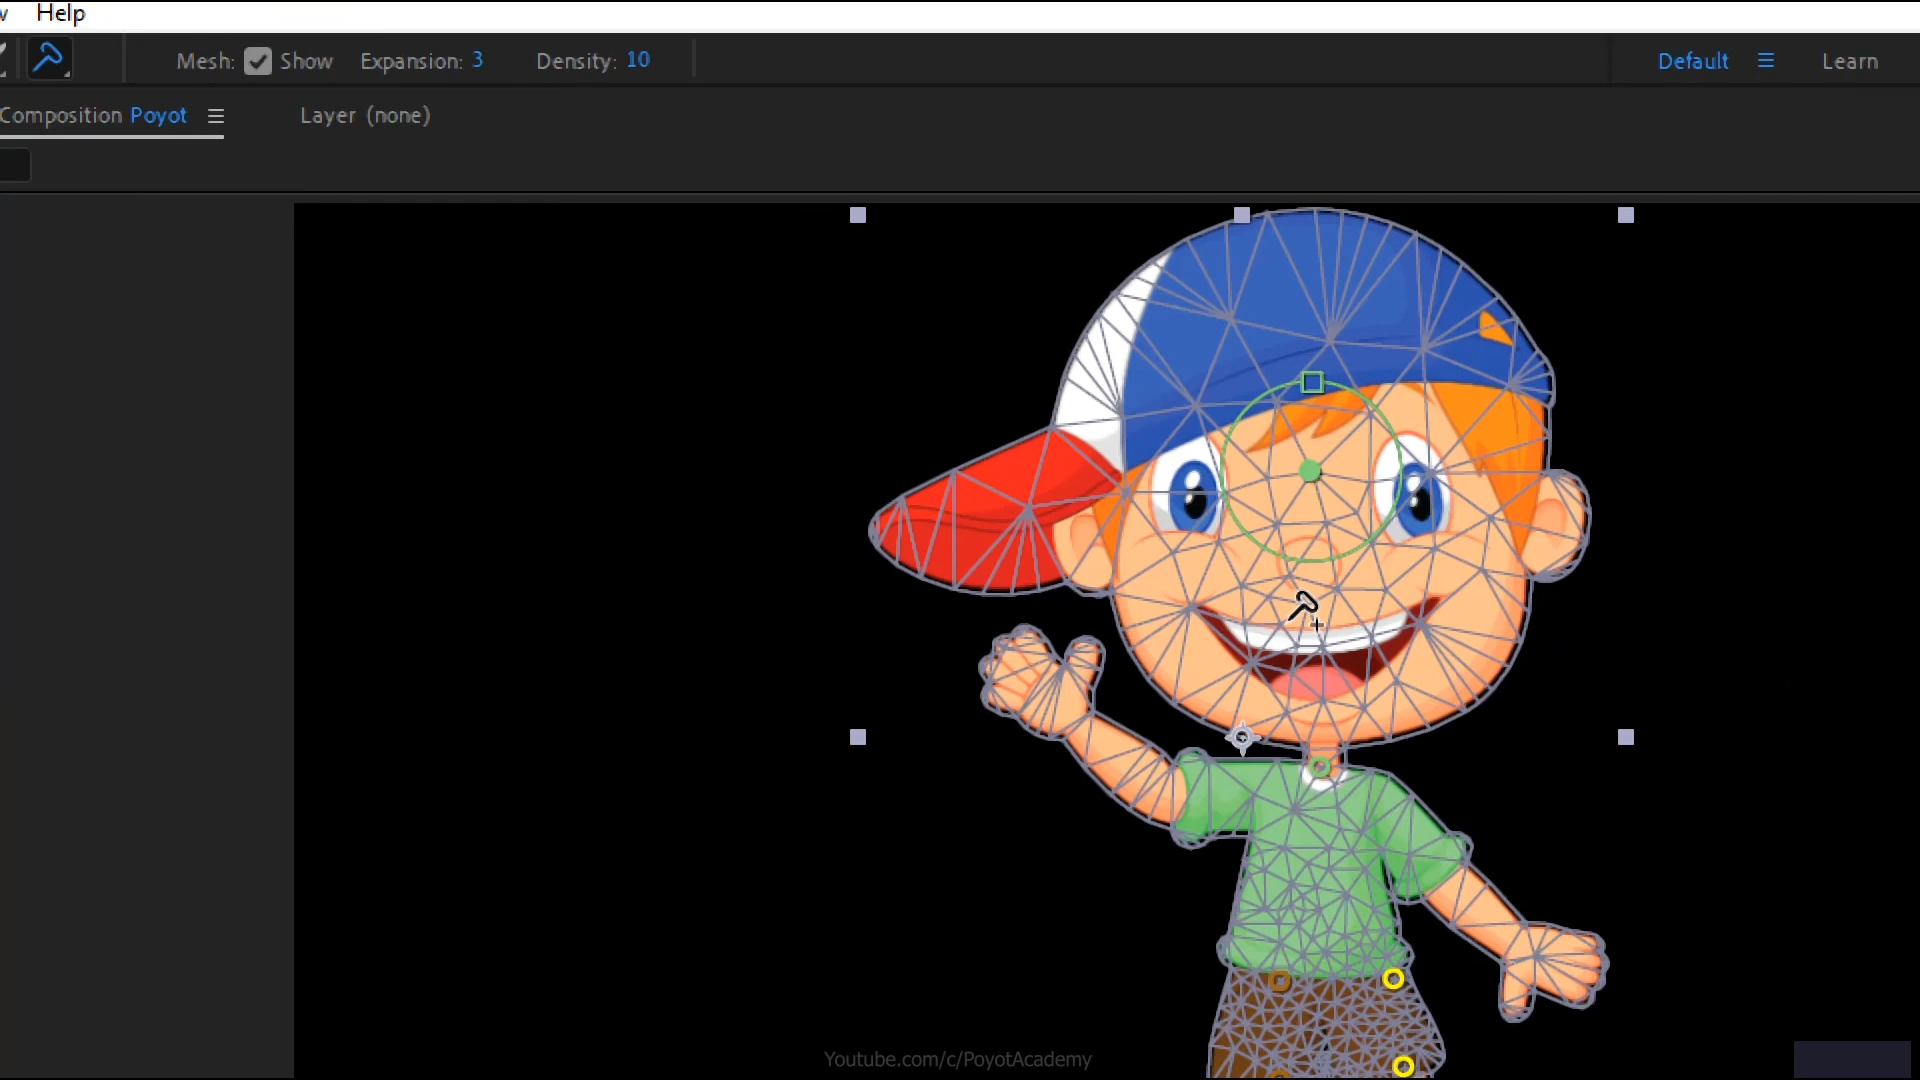 Help
Mesh: Show Expansion: 3 Density: 10 Default Learn
Composition Poyot Layer (none)
Youtube.com/c/PoyotAcademy